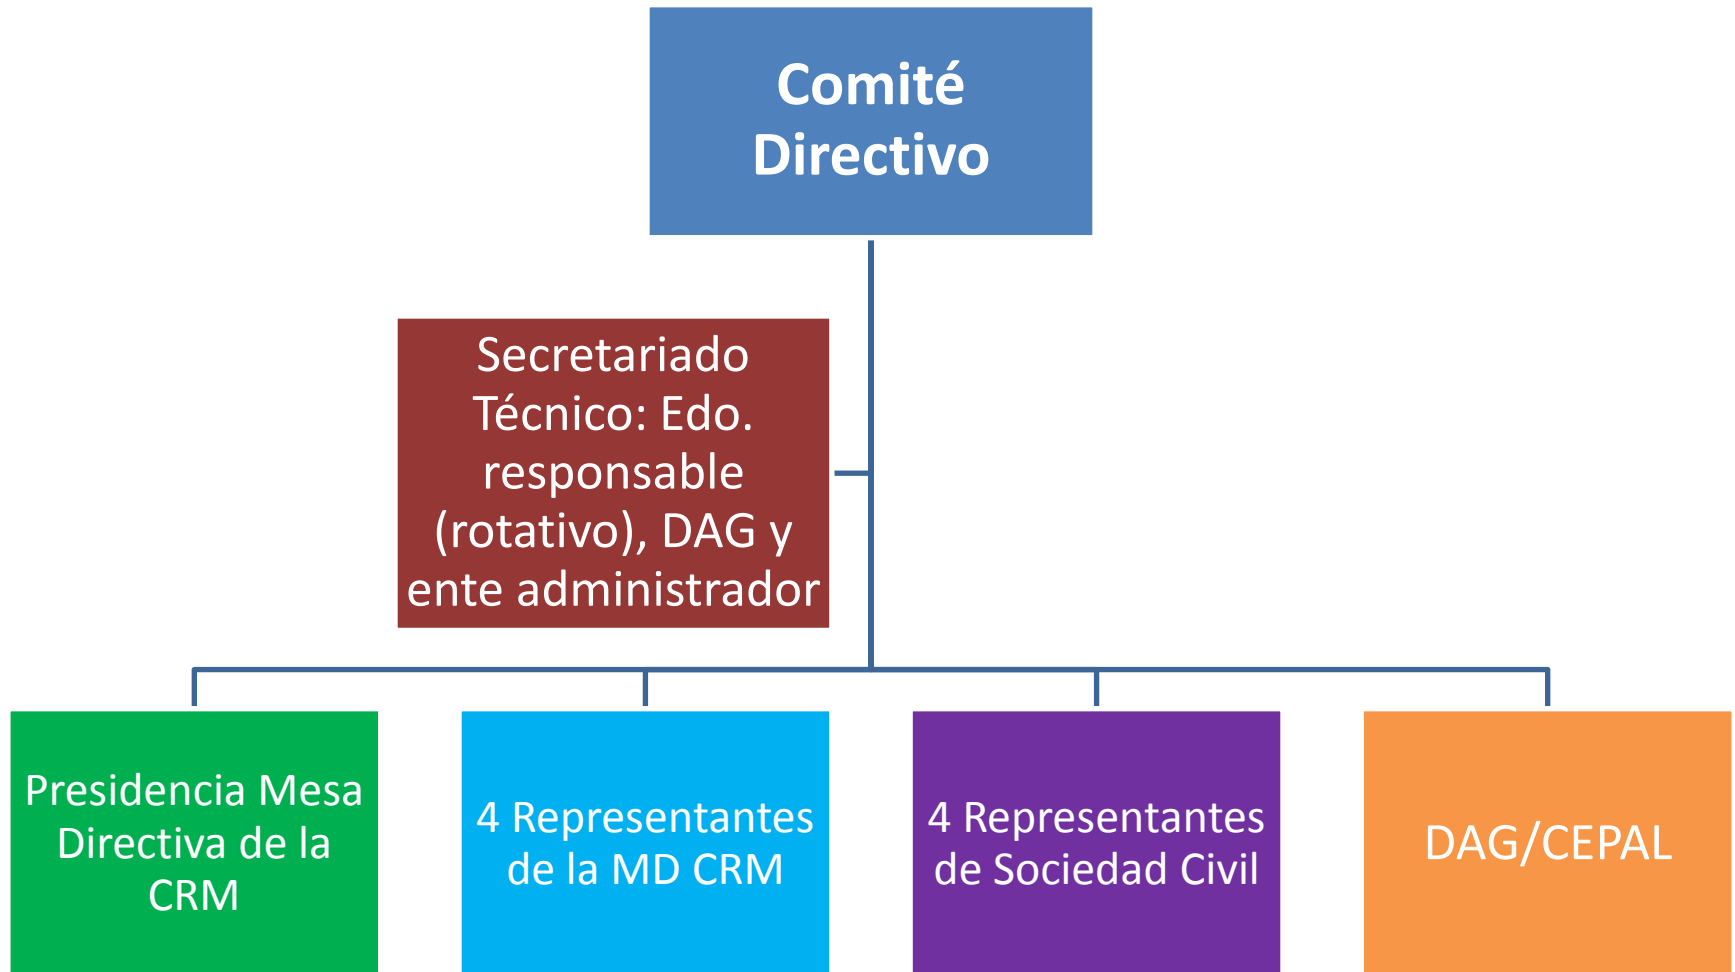 Comité
Directivo
Secretariado
Técnico: Edo.
responsable
(rotativo), DAG y
ente administrador
Presidencia Mesa
Directiva de la
CRM
4 Representantes
de la MD CRM
4 Representantes
de Sociedad Civil
DAG/CEPAL